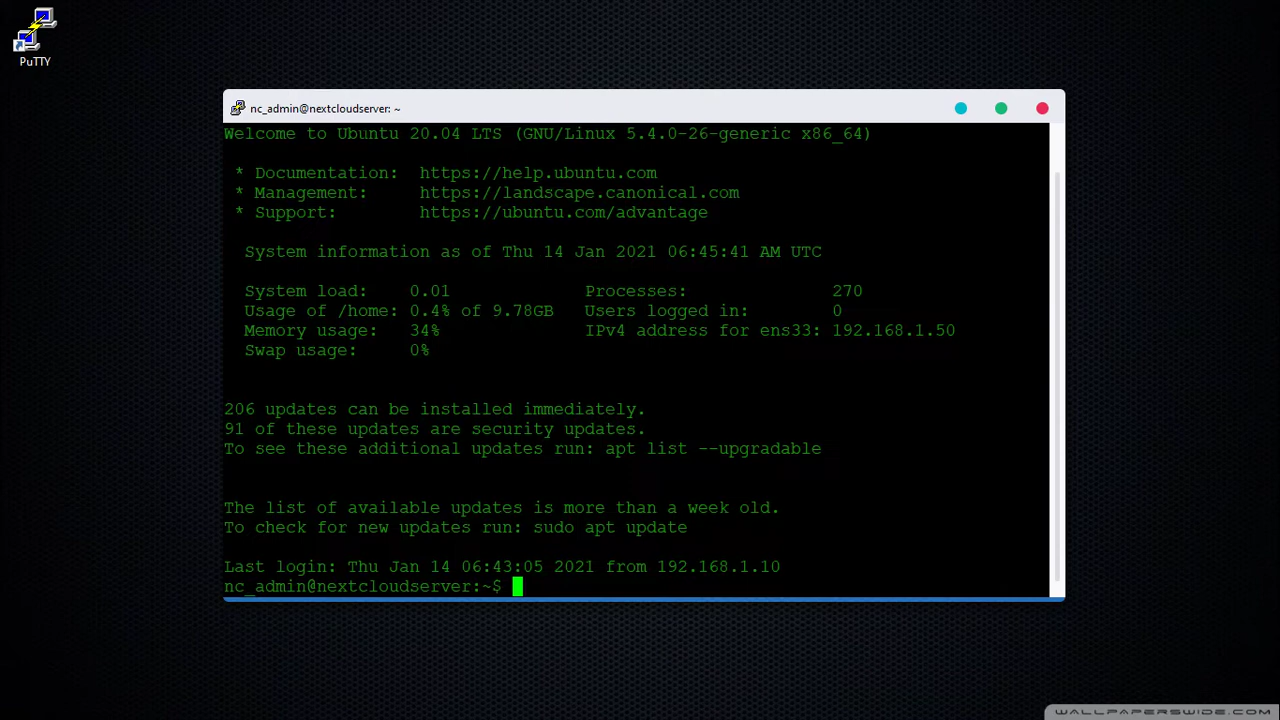 PuTTY
nc_admin@nextcloudserver: ~
Welcome to Ubuntu 20.04 LTS (GNU/Linux 5.4.0-26-generic x86_64)
* Documentation: https://help.ubuntu.com
* Management: https://landscape.canonical.com
* Support: https://ubuntu.com/advantage
System information as of Thu 14 Jan 2021 06:45:41 AM UTC
System load: 0.01 Processes: 270
Usage of /home: 0.4% of 9.78GB Users logged in: 0
Memory usage: 34% IPv4 address for ens33: 192.168.1.50
Swap usage: 0%
206 updates can be installed immediately.
91 of these updates are security updates.
To see these additional updates run: apt list --upgradable
The list of available updates is more than a week old.
To check for new updates run: sudo apt update
Last login: Thu Jan 14 06:43:05 2021 from 192.168.1.10
nc_admin@nextcloudserver:~$
WALLPAPERSWIDE.COM